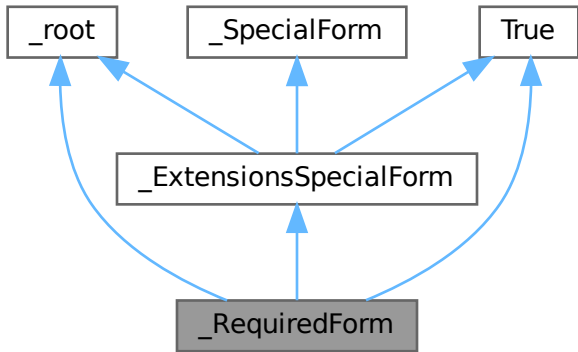 _root
_SpecialForm
True
_ExtensionsSpecialForm
_RequiredForm